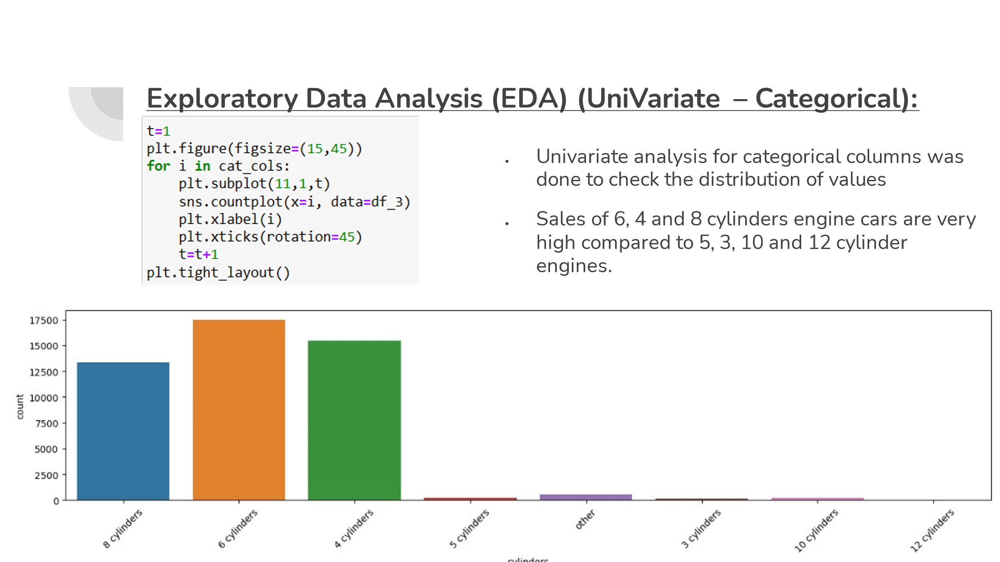 Exploratory Data Analysis (EDA) (UniVariate – Categorical):
t=1
plt.figure(figsize=(15,45))
for i in cat_cols:
    plt.subplot(11,1,t)
    sns.countplot(x=i, data=df_3)
    plt.xlabel(i)
    plt.xticks(rotation=45)
    t=t+1
plt.tight_layout()
• Univariate analysis for categorical columns was
done to check the distribution of values
• Sales of 6, 4 and 8 cylinders engine cars are very
high compared to 5, 3, 10 and 12 cylinder
engines.
17500
15000
12500
10000
7500
5000
2500
0
count
8 cylinders
6 cylinders
4 cylinders
5 cylinders
other
3 cylinders
10 cylinders
12 cylinders
cylinders